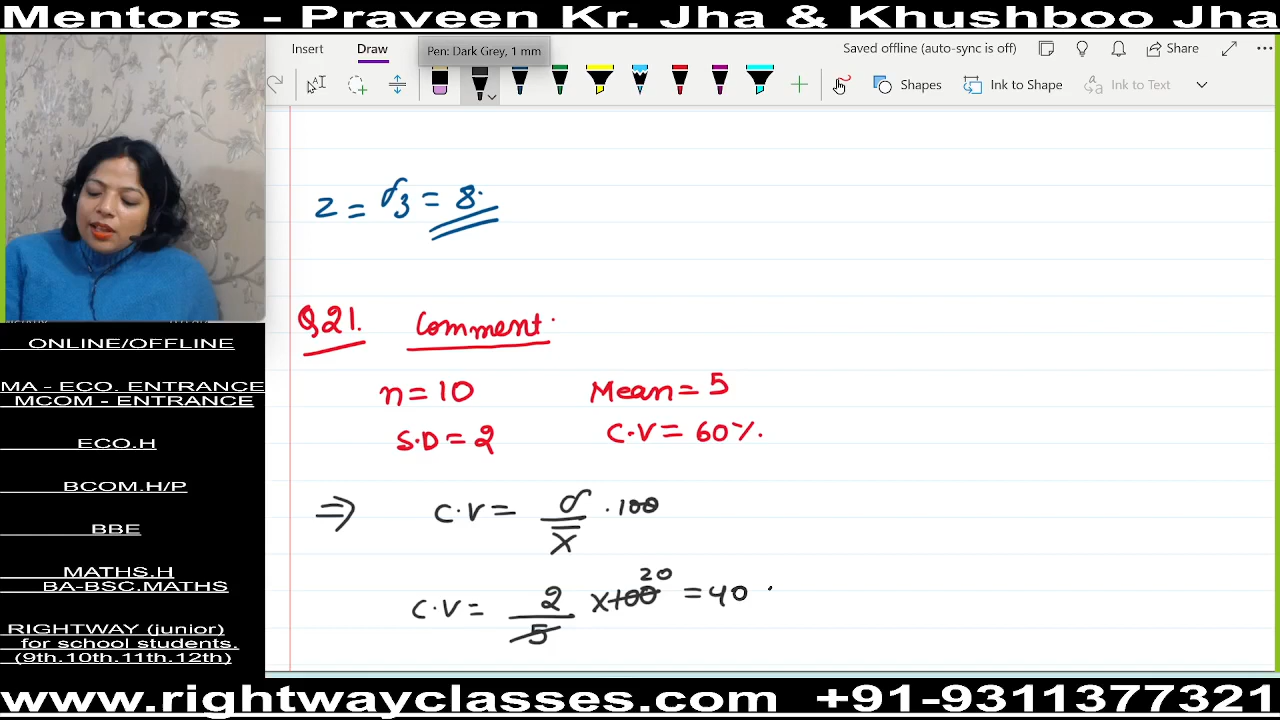 Mentors - Praveen Kr. Jha & Khushboo Jha
Insert Draw Pen: Dark Grey, 1 mm Saved offline (auto-sync is off) Share
Shapes Ink to Shape Ink to Text
z = σ3 = 8.
Q21. Comment.
n = 10 Mean = 5
S.D = 2 C.V = 60%.
⇒ C.V = σ/X̅ . 100
20
C.V = 2/5 x 100 = 40
ONLINE/OFFLINE
MA - ECO. ENTRANCE
MCOM - ENTRANCE
ECO.H
BCOM.H/P
BBE
MATHS.H
BA-BSC.MATHS
RIGHTWAY (junior)
for school students.
(9th.10th.11th.12th)
www.rightwayclasses.com +91-9311377321